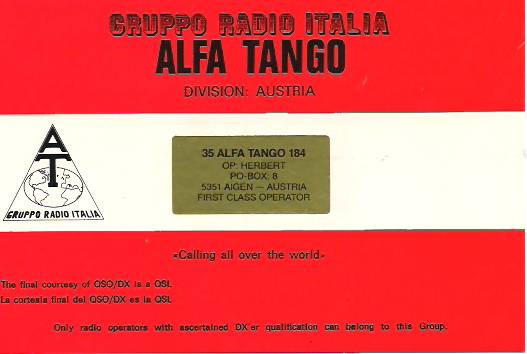 GRUPPO RADIO ITALIA
ALFA TANGO
DIVISION: AUSTRIA
AT
GRUPPO RADIO ITALIA
35 ALFA TANGO 184
OP: HERBERT
PO-BOX: 8
5351 AIGEN — AUSTRIA
FIRST CLASS OPERATOR
«Calling all over the world»
The final courtesy of QSO/DX is a QSL
La cortesia final del QSO/DX es la QSL
Only radio operators with ascertained DX'er qualification can belong to this Group.